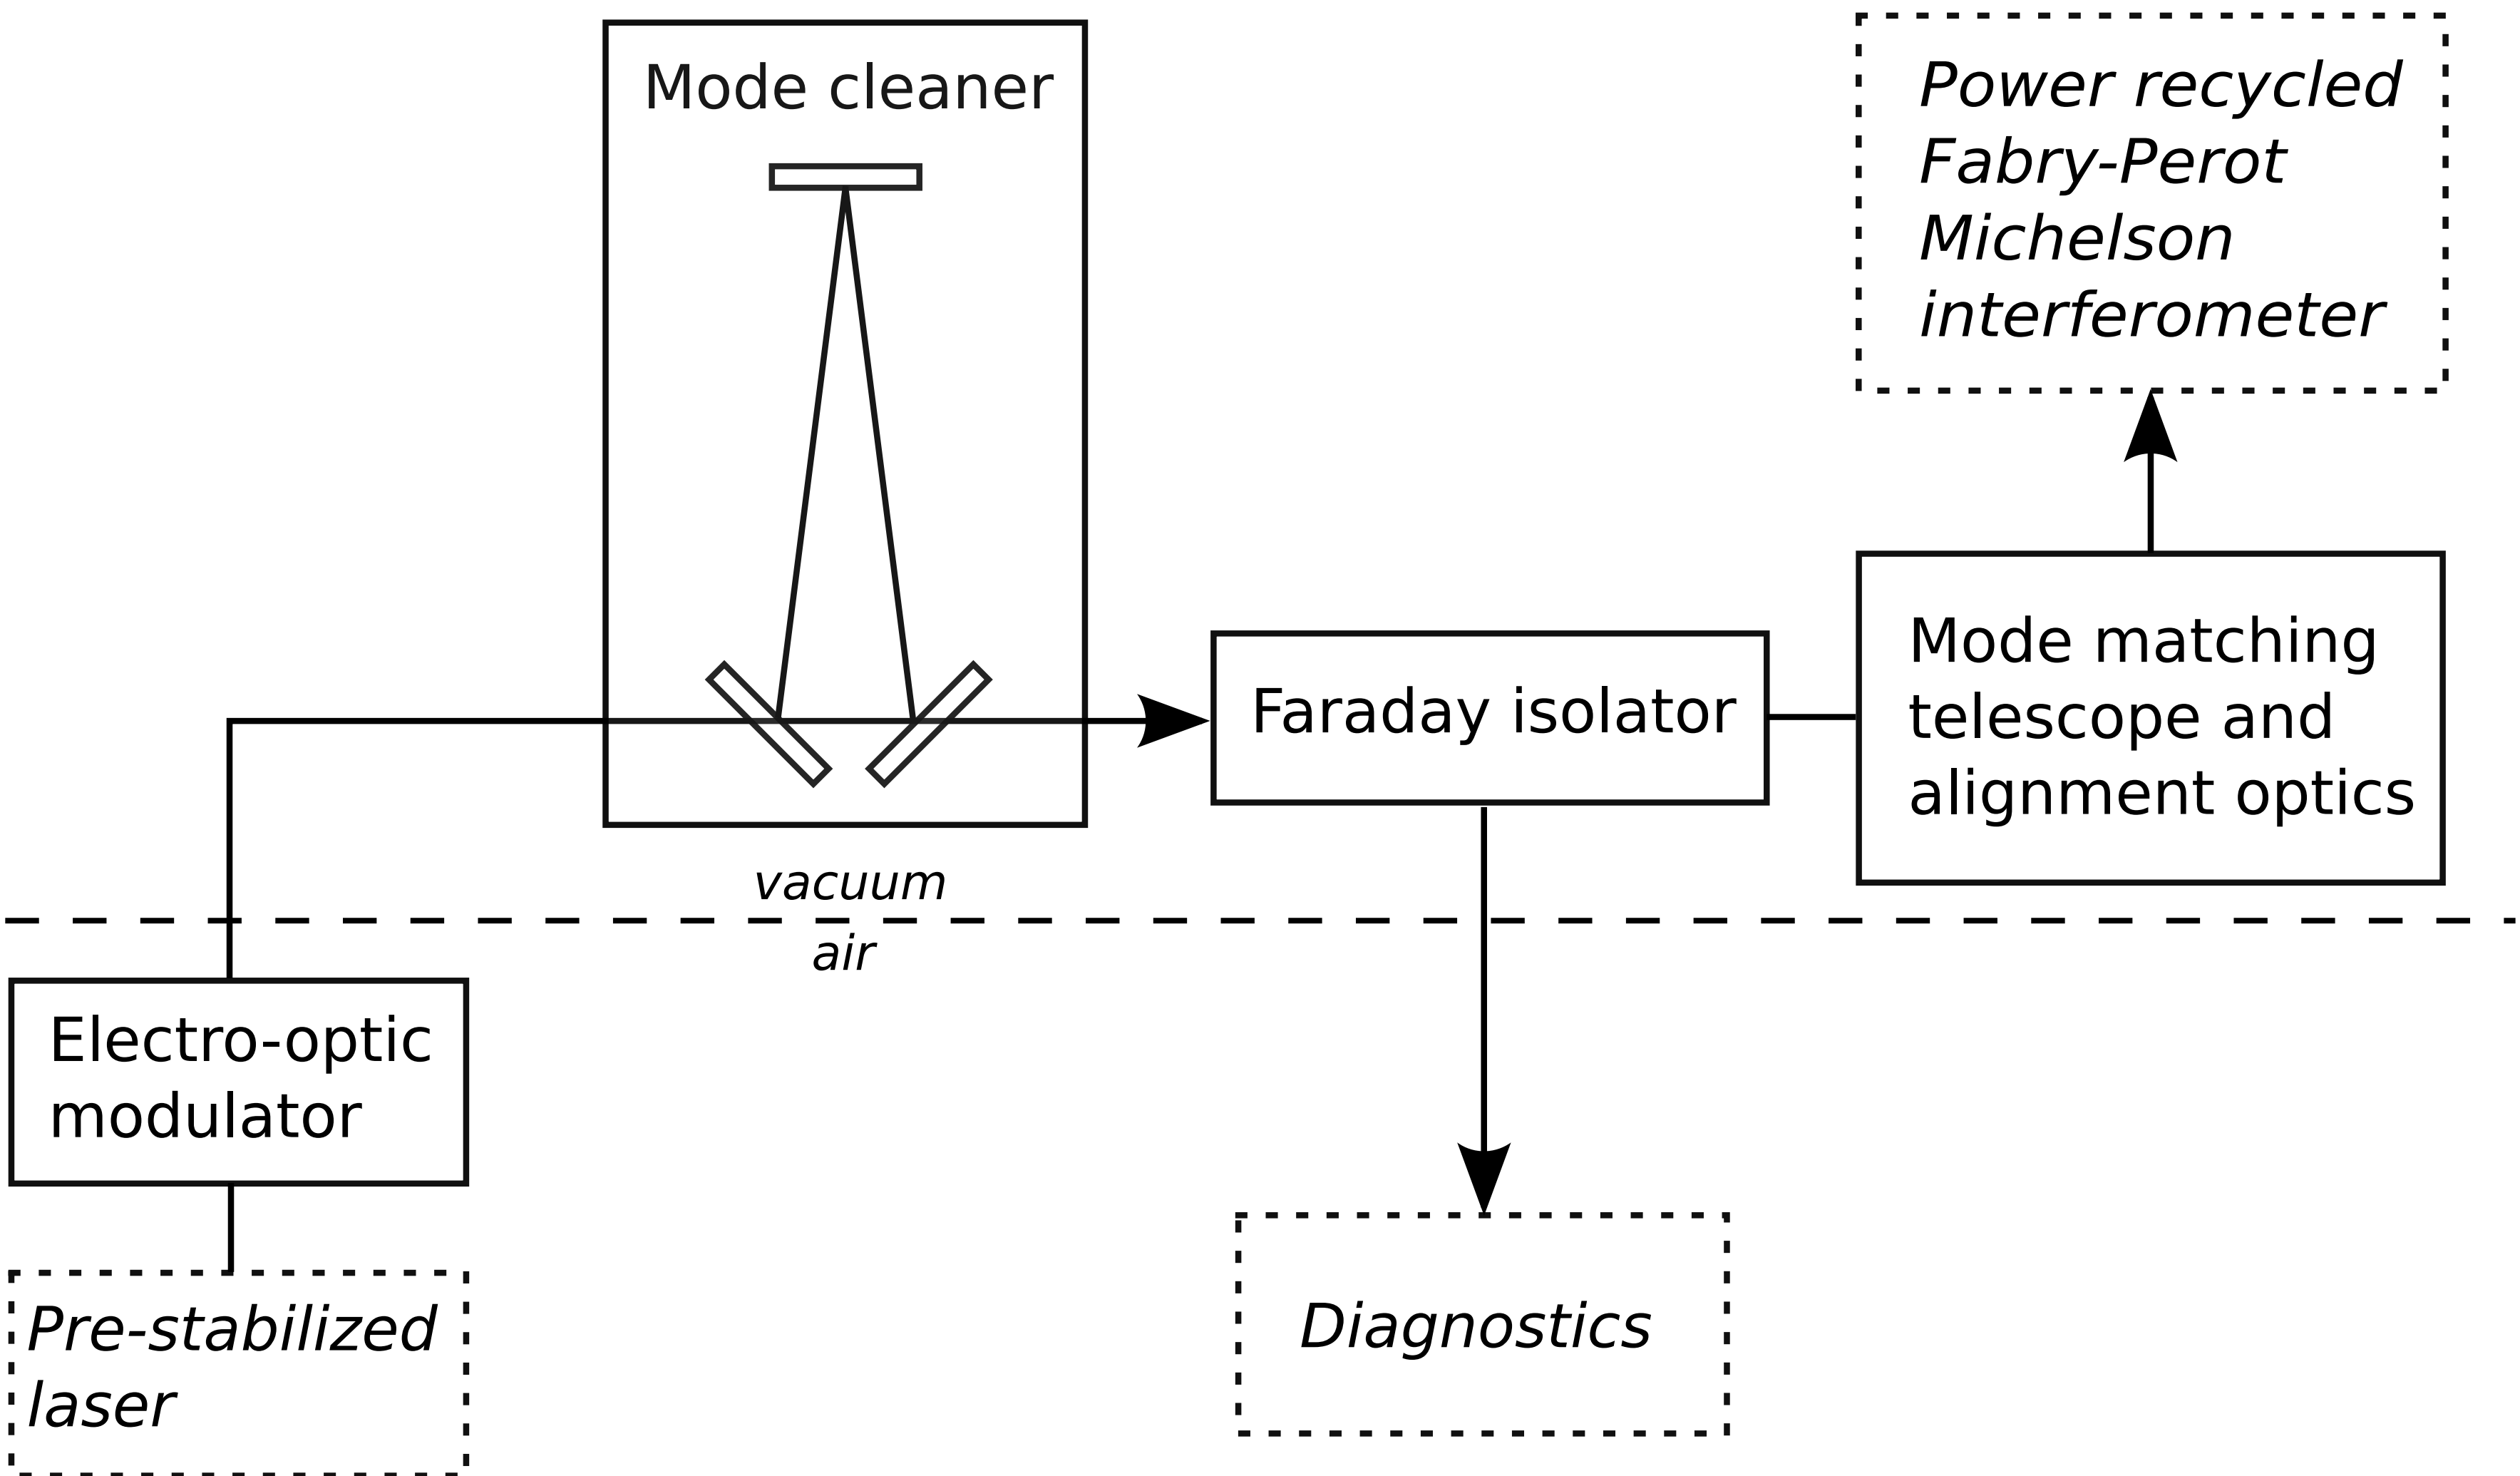 Mode cleaner
Power recycled
Fabry-Perot
Michelson
interferometer
Faraday isolator
Mode matching
telescope and
alignment optics
vacuum
air
Electro-optic
modulator
Pre-stabilized
laser
Diagnostics